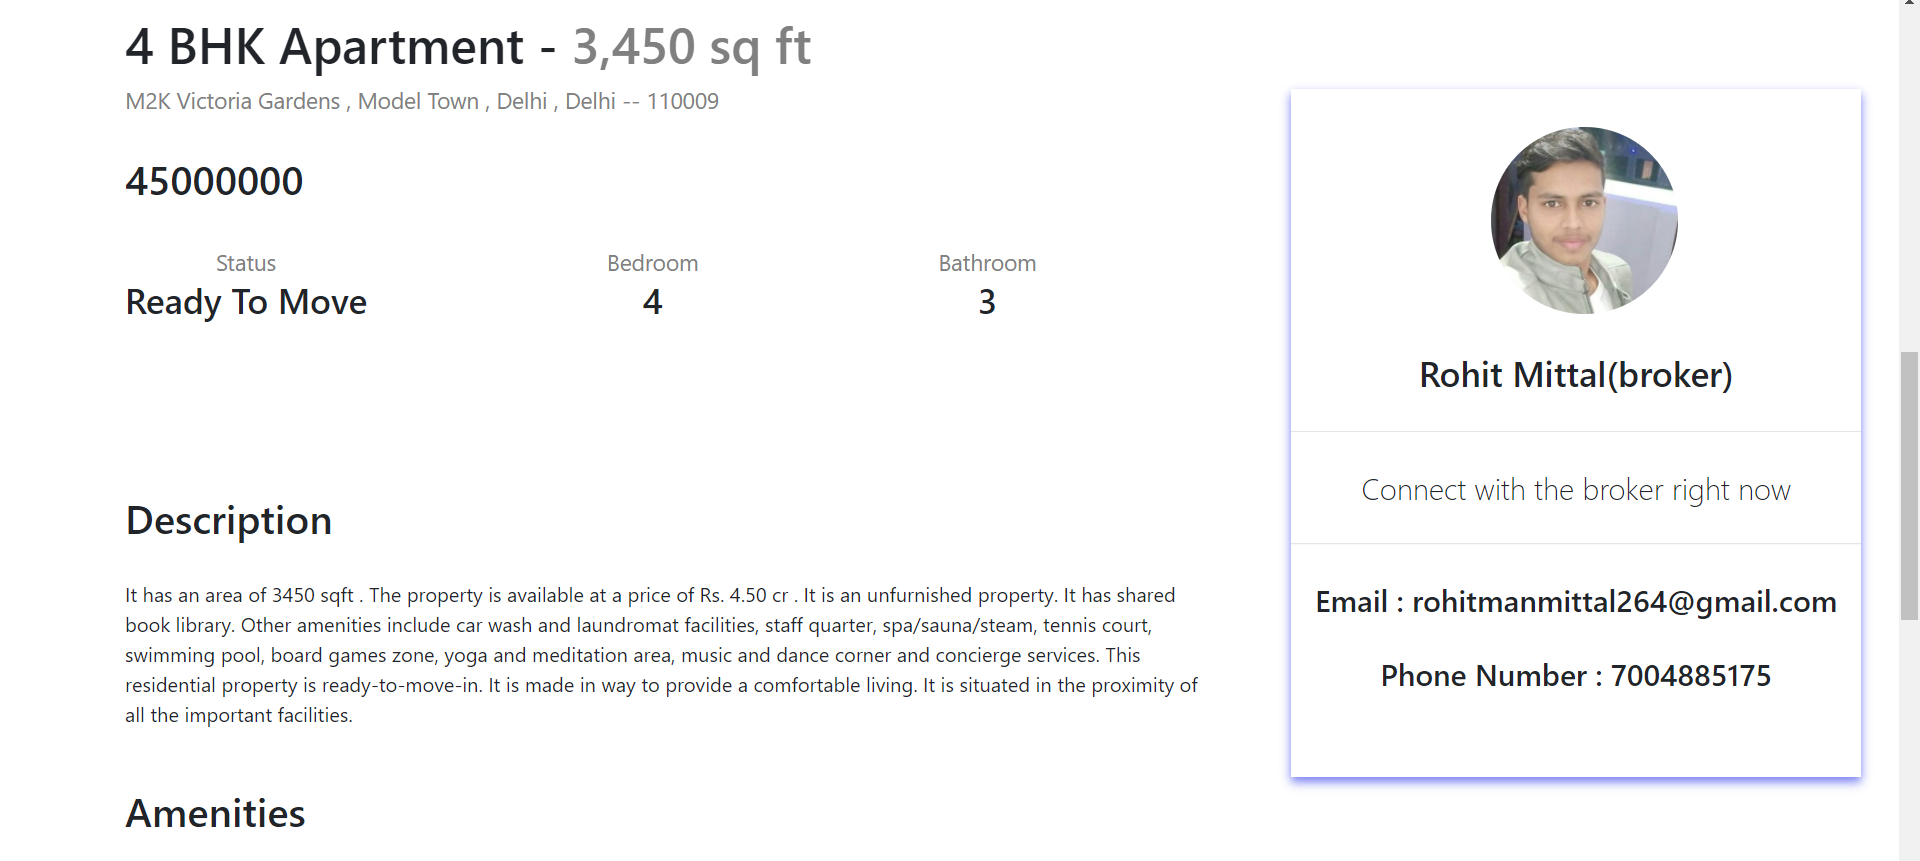 4 BHK Apartment - 3,450 sq ft
M2K Victoria Gardens , Model Town , Delhi , Delhi -- 110009
45000000
Status
Ready To Move
Bedroom
4
Bathroom
3
Description
It has an area of 3450 sqft . The property is available at a price of Rs. 4.50 cr . It is an unfurnished property. It has shared
book library. Other amenities include car wash and laundromat facilities, staff quarter, spa/sauna/steam, tennis court,
swimming pool, board games zone, yoga and meditation area, music and dance corner and concierge services. This
residential property is ready-to-move-in. It is made in way to provide a comfortable living. It is situated in the proximity of
all the important facilities.
Amenities
Rohit Mittal(broker)
Connect with the broker right now
Email : rohitmanmittal264@gmail.com
Phone Number : 7004885175